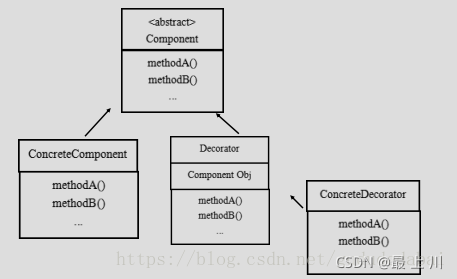 <abstract>
Component
methodA()
methodB()
...
ConcreteComponent
methodA()
methodB()
...
Decorator
Component Obj
methodA()
methodB()
...
ConcreteDecorator
methodA()
methodB()
https://blog.csdn.net/
CSDN @最上川